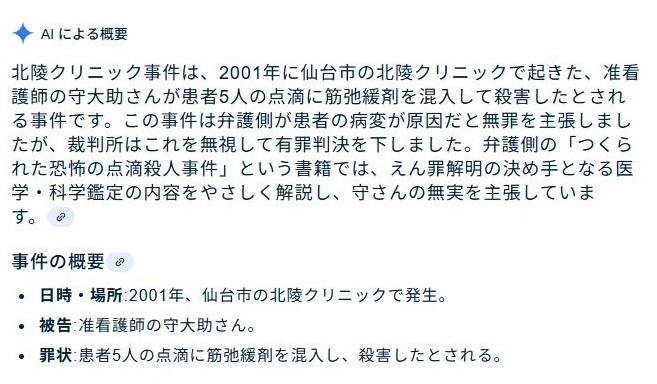 AI による概要
北陵クリニック事件は、2001年に仙台市の北陵クリニックで起きた、准看
護師の守大助さんが患者5人の点滴に筋弛緩剤を混入して殺害したとされ
る事件です。この事件は弁護側が患者の病変が原因だと無罪を主張しまし
たが、裁判所はこれを無視して有罪判決を下しました。弁護側の「つくら
れた恐怖の点滴殺人事件」という書籍では、えん罪解明の決め手となる医
学・科学鑑定の内容をやさしく解説し、守さんの無実を主張していま
す。
事件の概要
• 日時・場所:2001年、仙台市の北陵クリニックで発生。
• 被告:准看護師の守大助さん。
• 罪状:患者5人の点滴に筋弛緩剤を混入し、殺害したとされる。